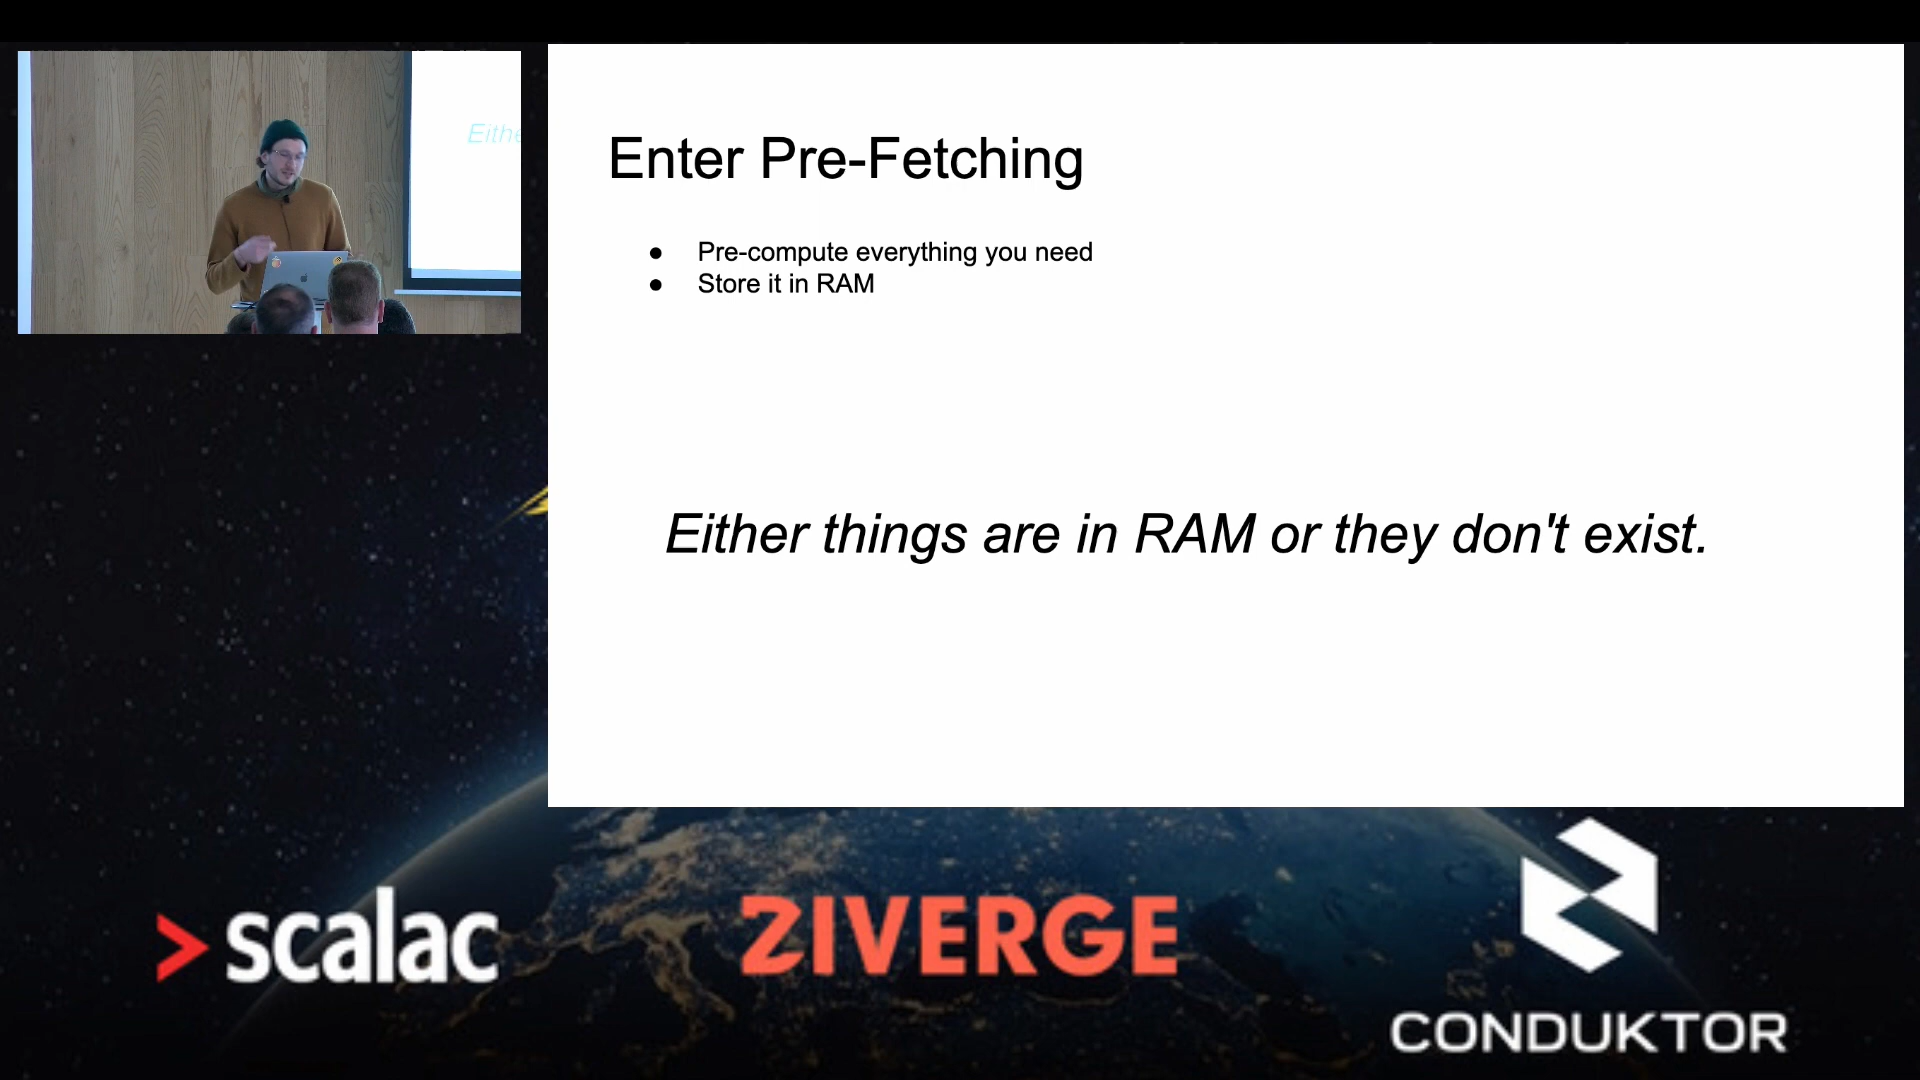 Eithe
Enter Pre-Fetching
● Pre-compute everything you need
● Store it in RAM
Either things are in RAM or they don't exist.
scalac
ZIVERGE
CONDUKTOR